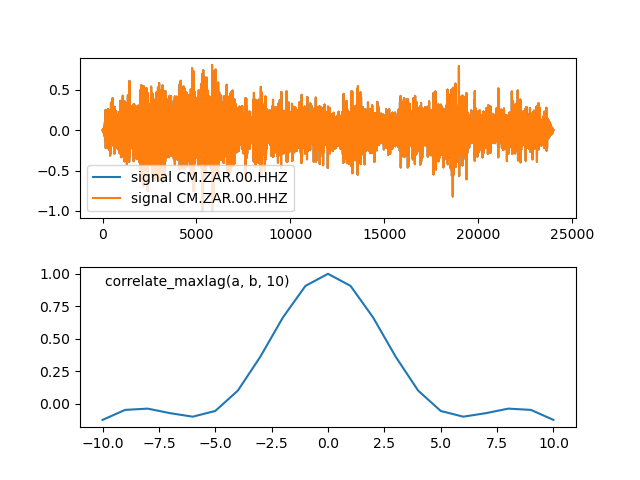 0.5
0.0
−0.5
−1.0
signal CM.ZAR.00.HHZ
signal CM.ZAR.00.HHZ
0 5000 10000 15000 20000 25000
1.00
0.75
0.50
0.25
0.00
correlate_maxlag(a, b, 10)
−10.0 −7.5 −5.0 −2.5 0.0 2.5 5.0 7.5 10.0